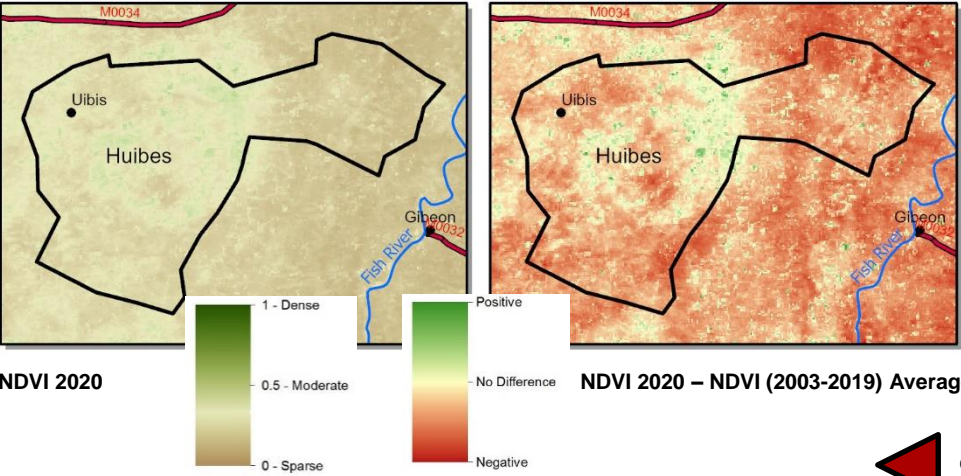 M0034
Uibis
Huibes
Gibeon
M0032
Fish River
M0034
Uibis
Huibes
Gibeon
M0032
Fish River
1 - Dense
0.5 - Moderate
0 - Sparse
Positive
No Difference
Negative
NDVI 2020
NDVI 2020 – NDVI (2003-2019) Averag